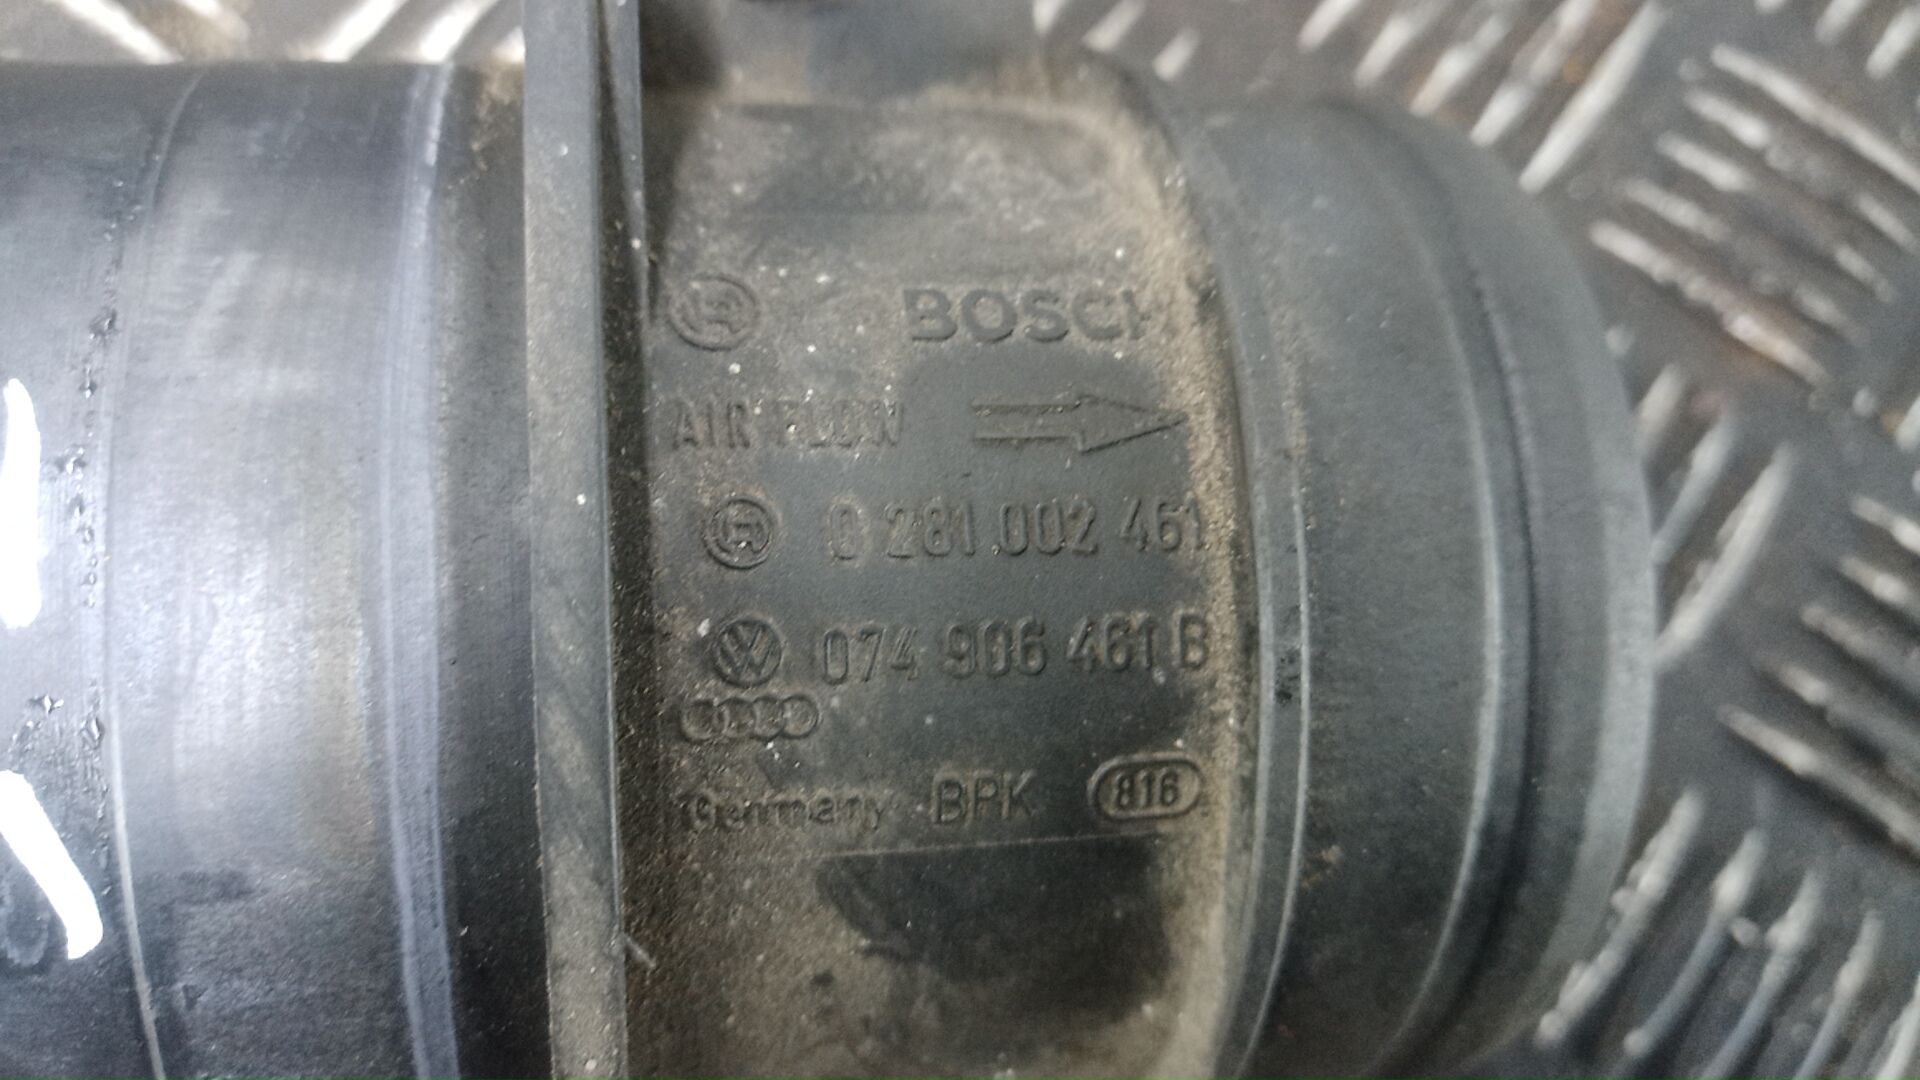 BOSCH
AIR FLOW
0 281 002 461
074 906 461 B
Germany BPK 816